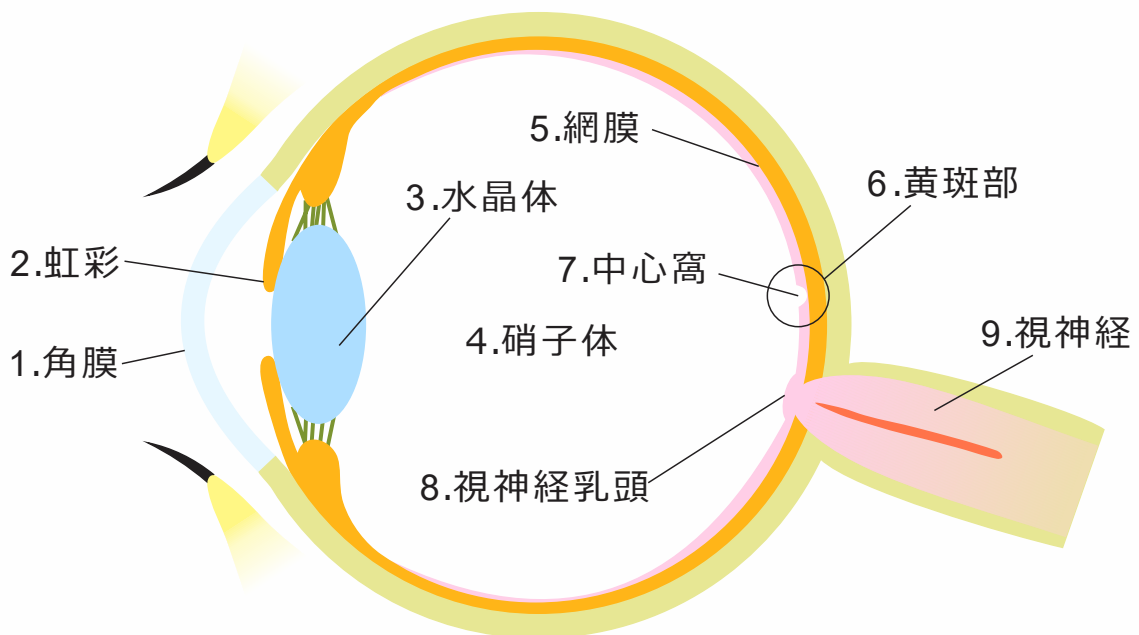 1.角膜
2.虹彩
3.水晶体
4.硝子体
5.網膜
6.黄斑部
7.中心窩
8.視神経乳頭
9.視神経